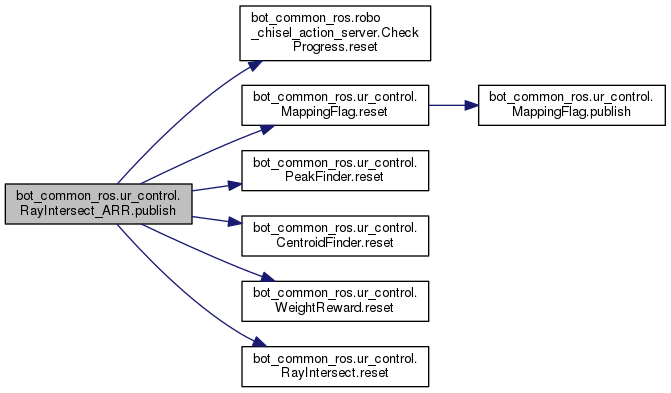 bot_common_ros.robo
_chisel_action_server.Check
Progress.reset
bot_common_ros.ur_control.
MappingFlag.reset
bot_common_ros.ur_control.
MappingFlag.publish
bot_common_ros.ur_control.
PeakFinder.reset
bot_common_ros.ur_control.
RayIntersect_ARR.publish
bot_common_ros.ur_control.
CentroidFinder.reset
bot_common_ros.ur_control.
WeightReward.reset
bot_common_ros.ur_control.
RayIntersect.reset